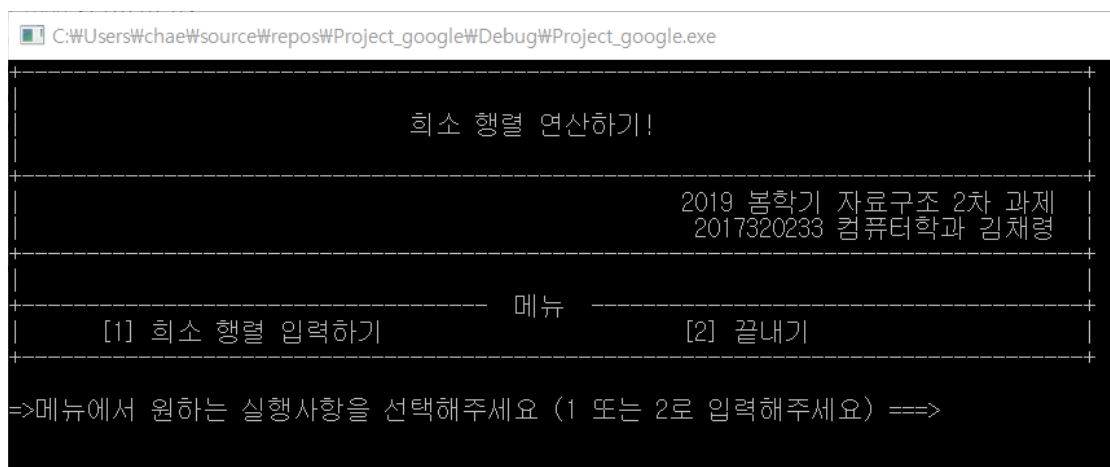 C:₩Users₩chae₩source₩repos₩Project_google₩Debug₩Project_google.exe
희소 행렬 연산하기!
2019 봄학기 자료구조 2차 과제
2017320233 컴퓨터학과 김채령
메뉴
[1] 희소 행렬 입력하기 [2] 끝내기
=>메뉴에서 원하는 실행사항을 선택해주세요 (1 또는 2로 입력해주세요) ===>